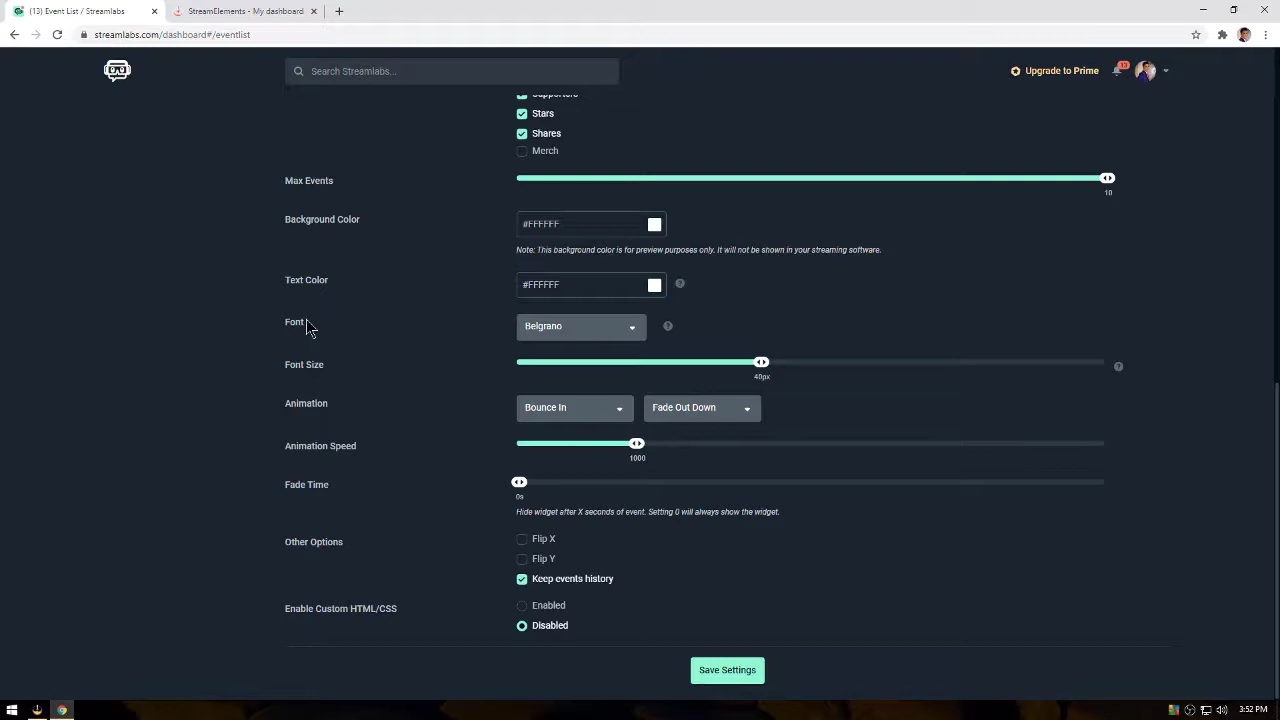 (13) Event List / Streamlabs
StreamElements - My dashboard
streamlabs.com/dashboard#/eventlist
Search Streamlabs...
Upgrade to Prime
13
Supporters
Stars
Shares
Merch
Max Events
10
Background Color
#FFFFFF
Note: This background color is for preview purposes only. It will not be shown in your streaming software.
Text Color
#FFFFFF
?
Font
Belgrano
?
Font Size
?
40px
Animation
Bounce In
Fade Out Down
Animation Speed
1000
Fade Time
0s
Hide widget after X seconds of event. Setting 0 will always show the widget.
Other Options
Flip X
Flip Y
Keep events history
Enable Custom HTML/CSS
Enabled
Disabled
Save Settings
3:52 PM